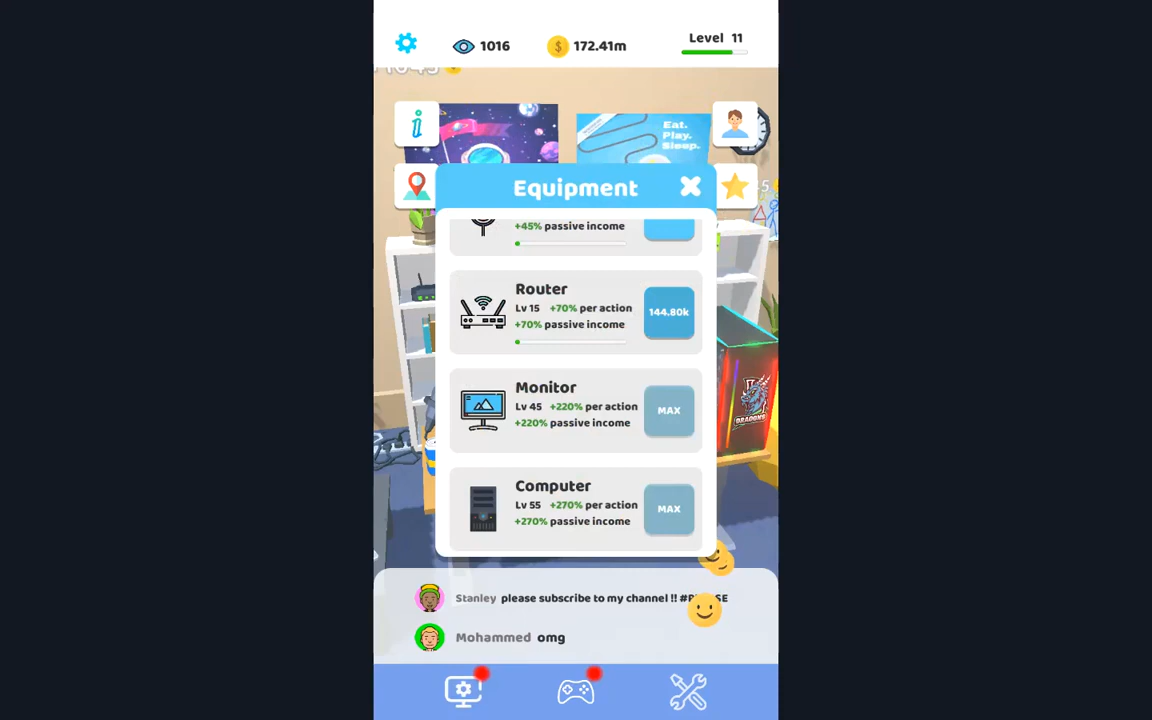 1016
172.41m
Level 11
Eat.
Play.
Sleep.
Equipment
+45% passive income
Router
Lv 15 +70% per action
+70% passive income
144.80k
Monitor
Lv 45 +220% per action
+220% passive income
MAX
Computer
Lv 55 +270% per action
+270% passive income
MAX
DRAGONS
Stanley please subscribe to my channel !!
Mohammed omg